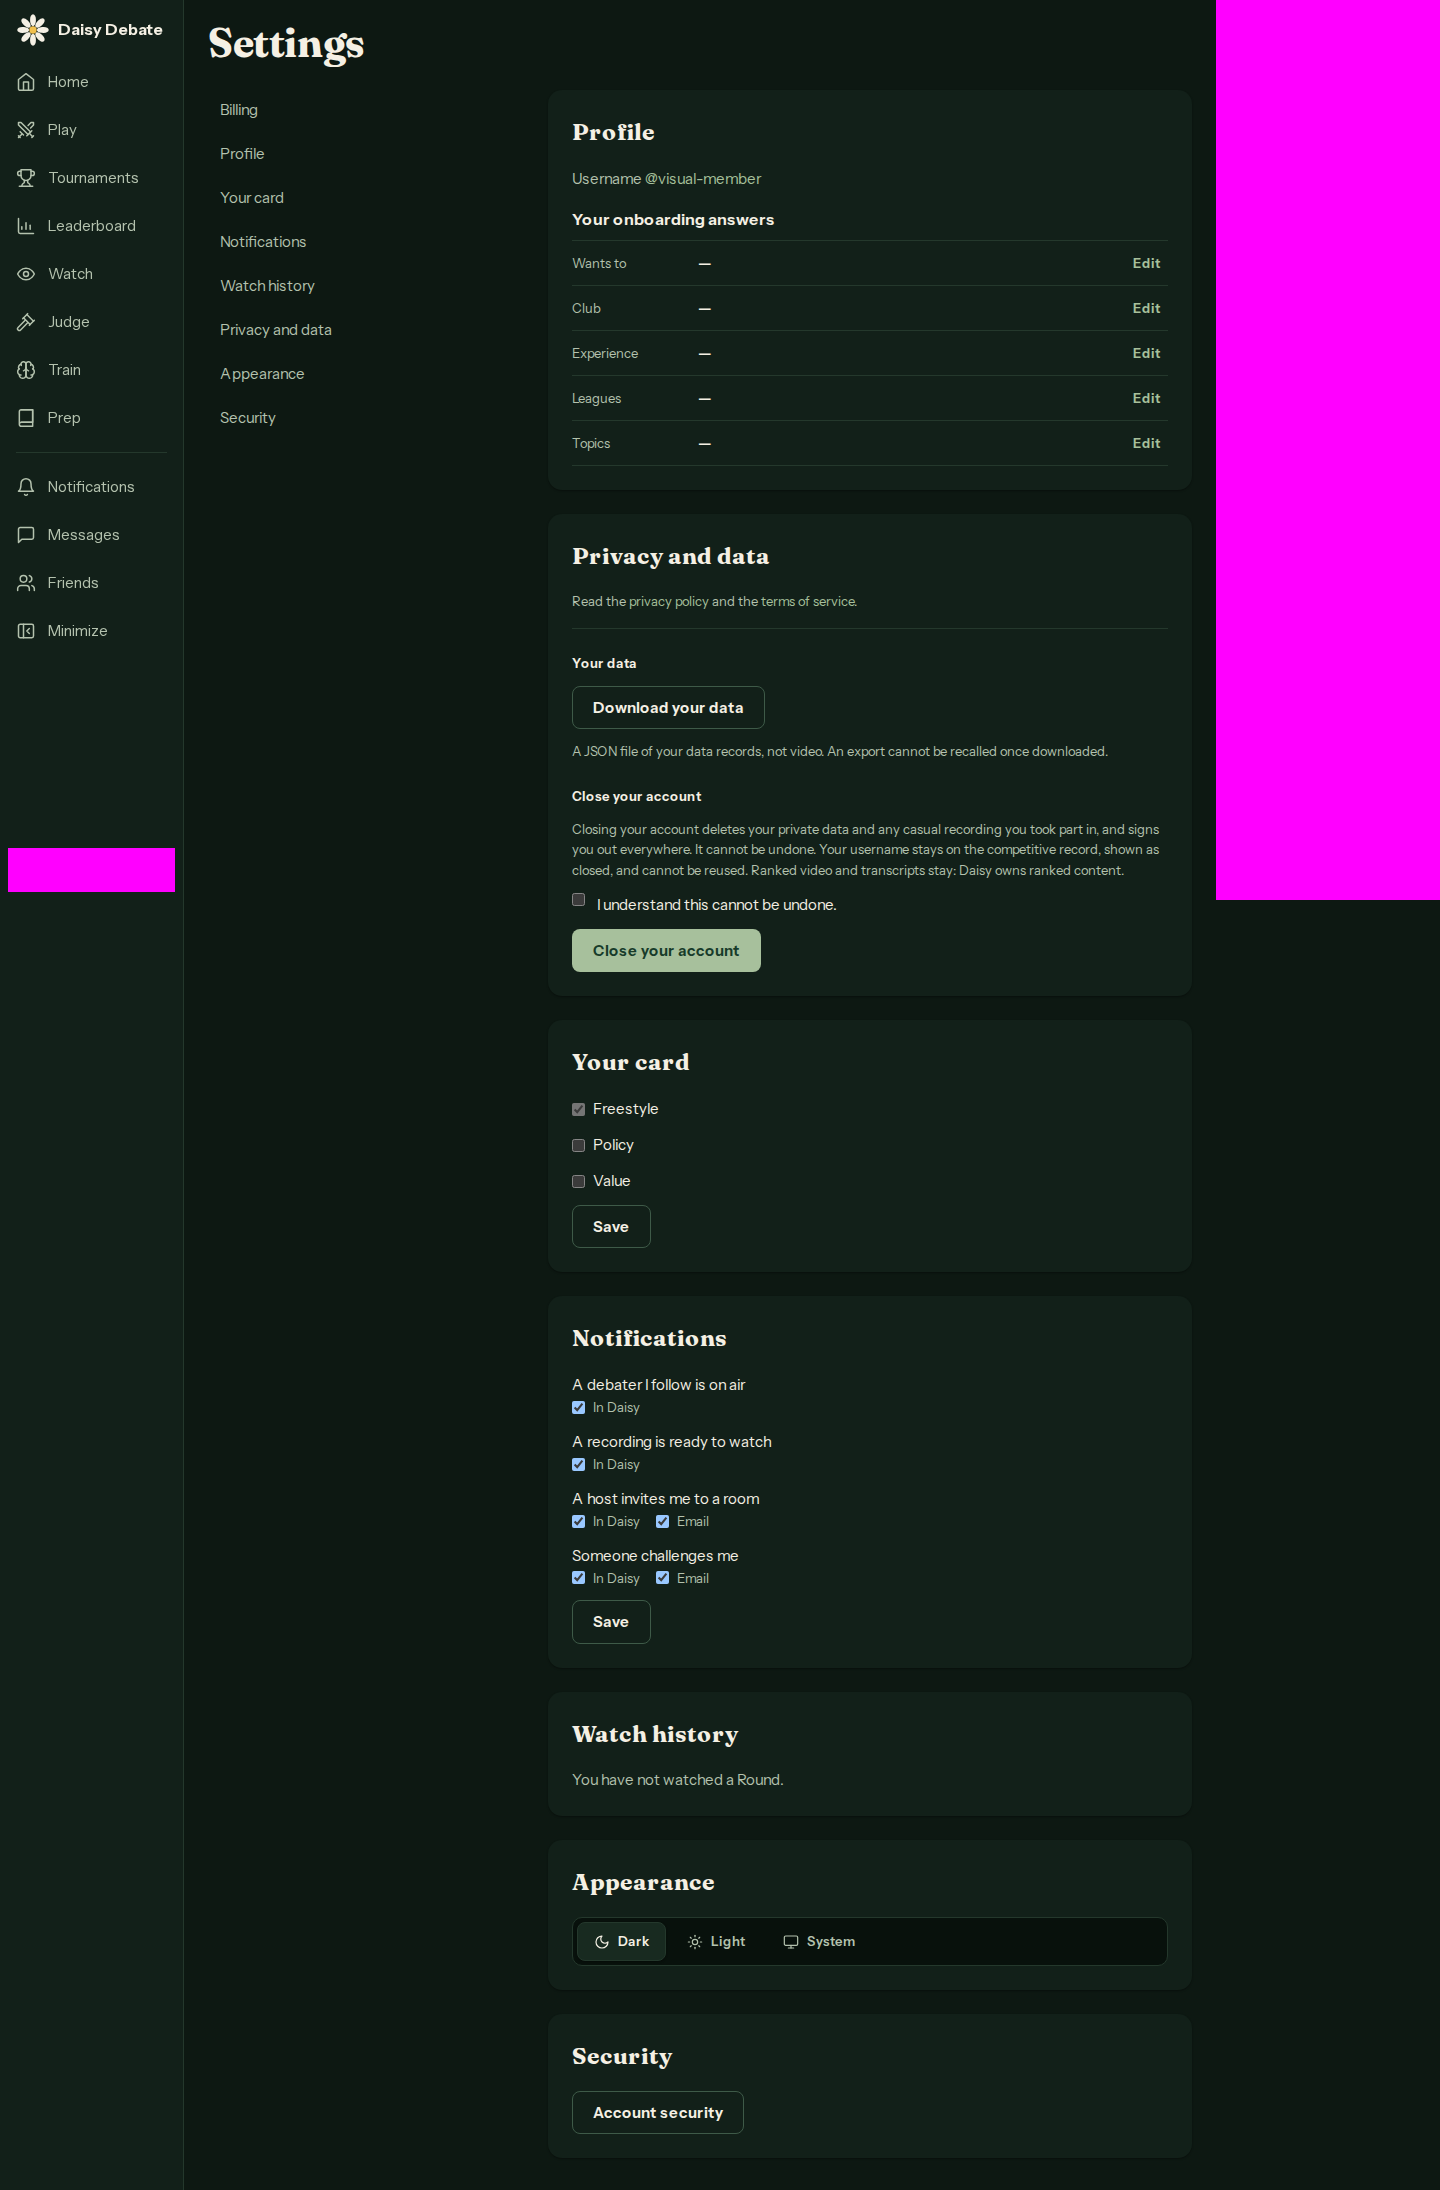 Daisy Debate
Home
Play
Tournaments
Leaderboard
Watch
Judge
Train
Prep
Notifications
Messages
Friends
Minimize
Settings
Billing
Profile
Your card
Notifications
Watch history
Privacy and data
Appearance
Security
Profile
Username @visual-member
Your onboarding answers
Wants to — Edit
Club — Edit
Experience — Edit
Leagues — Edit
Topics — Edit
Privacy and data
Read the privacy policy and the terms of service.
Your data
Download your data
A JSON file of your data records, not video. An export cannot be recalled once downloaded.
Close your account
Closing your account deletes your private data and any casual recording you took part in, and signs
you out everywhere. It cannot be undone. Your username stays on the competitive record, shown as
closed, and cannot be reused. Ranked video and transcripts stay: Daisy owns ranked content.
I understand this cannot be undone.
Close your account
Your card
Freestyle
Policy
Value
Save
Notifications
A debater I follow is on air
In Daisy
A recording is ready to watch
In Daisy
A host invites me to a room
In Daisy Email
Someone challenges me
In Daisy Email
Save
Watch history
You have not watched a Round.
Appearance
Dark Light System
Security
Account security